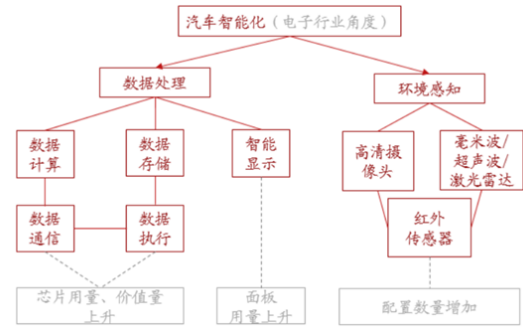 汽车智能化（电子行业角度）
数据处理
环境感知
数据
计算
数据
存储
智能
显示
高清摄
像头
毫米波/
超声波/
激光雷达
数据
通信
数据
执行
红外
传感器
芯片用量、价值量
上升
面板
用量上升
配置数量增加